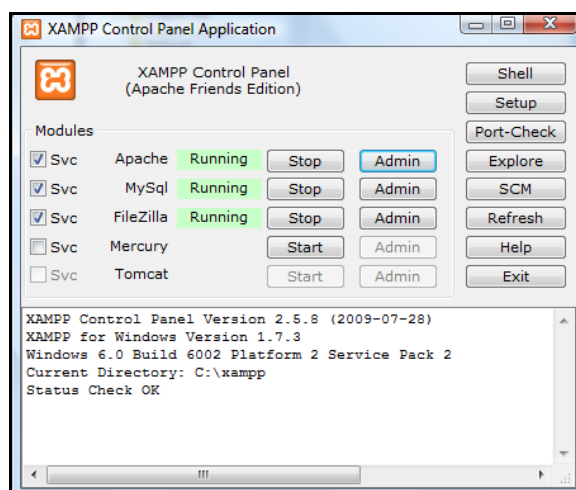 XAMPP Control Panel Application
XAMPP Control Panel
(Apache Friends Edition)
Shell
Setup
Port-Check
Modules
Svc Apache Running Stop Admin Explore
Svc MySql Running Stop Admin SCM
Svc FileZilla Running Stop Admin Refresh
Svc Mercury Start Admin Help
Svc Tomcat Start Admin Exit
XAMPP Control Panel Version 2.5.8 (2009-07-28)
XAMPP for Windows Version 1.7.3
Windows 6.0 Build 6002 Platform 2 Service Pack 2
Current Directory: C:\xampp
Status Check OK